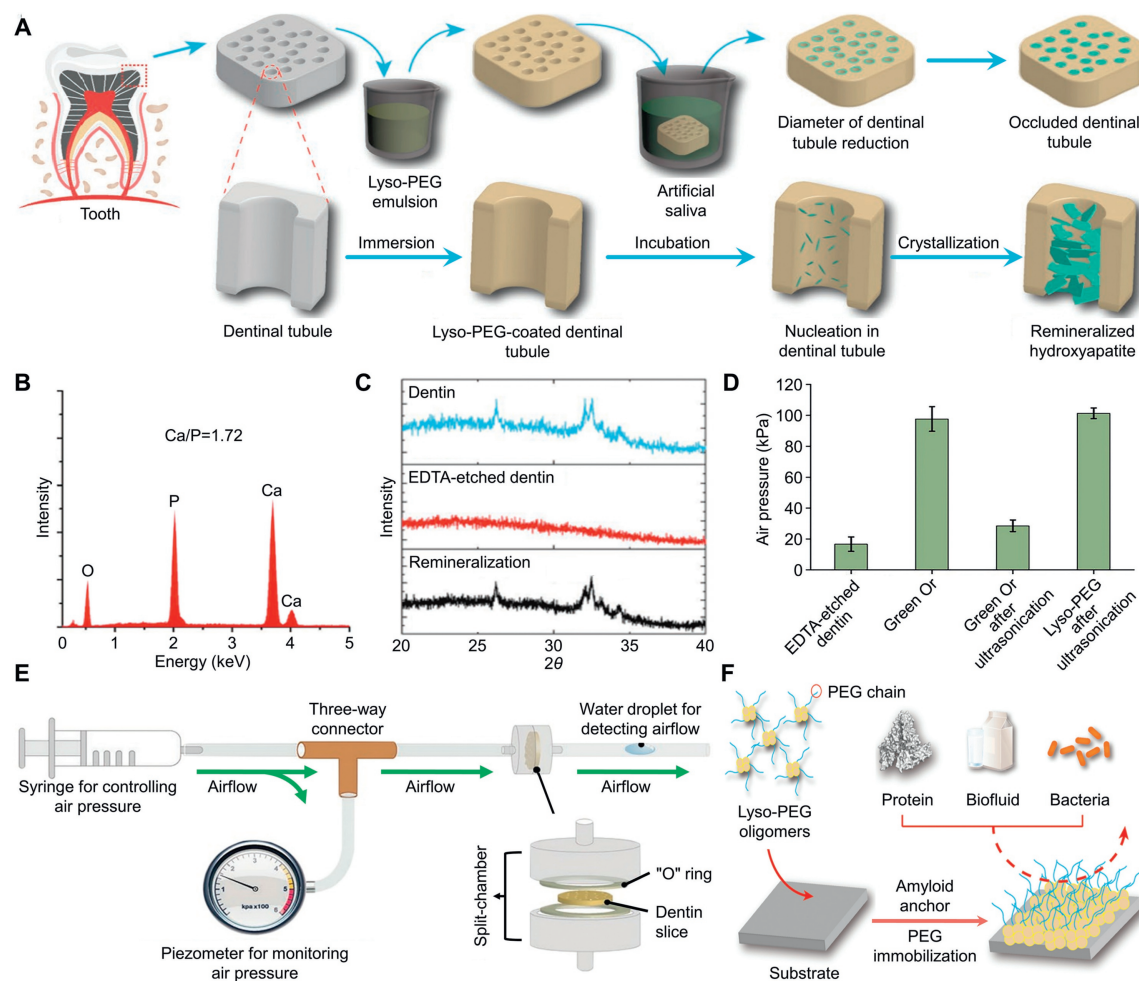 A
Tooth
Lyso-PEG
emulsion
Artificial
saliva
Diameter of dentinal
tubule reduction
Occluded dentinal
tubule
Immersion
Incubation
Crystallization
Dentinal tubule
Lyso-PEG-coated dentinal
tubule
Nucleation in
dentinal tubule
Remineralized
hydroxyapatite
B
Ca/P=1.72
Intensity
O
P
Ca
Ca
0 1 2 3 4 5
Energy (keV)
C
Dentin
EDTA-etched dentin
Remineralization
Intensity
20 25 30 35 40
2θ
D
Air pressure (kPa)
120
100
80
60
40
20
0
EDTA-etched
dentin
Green Or
Green Or
after
ultrasonication
Lyso-PEG
after
ultrasonication
E
Three-way
connector
Water droplet for
detecting airflow
Syringe for controlling
air pressure
Airflow
Airflow
Airflow
1 2 3 4 5 6
kpa x100
Piezometer for monitoring
air pressure
Split-chamber
"O" ring
Dentin
slice
F
PEG chain
Lyso-PEG
oligomers
Protein
Biofluid
Bacteria
Amyloid
anchor
PEG
immobilization
Substrate